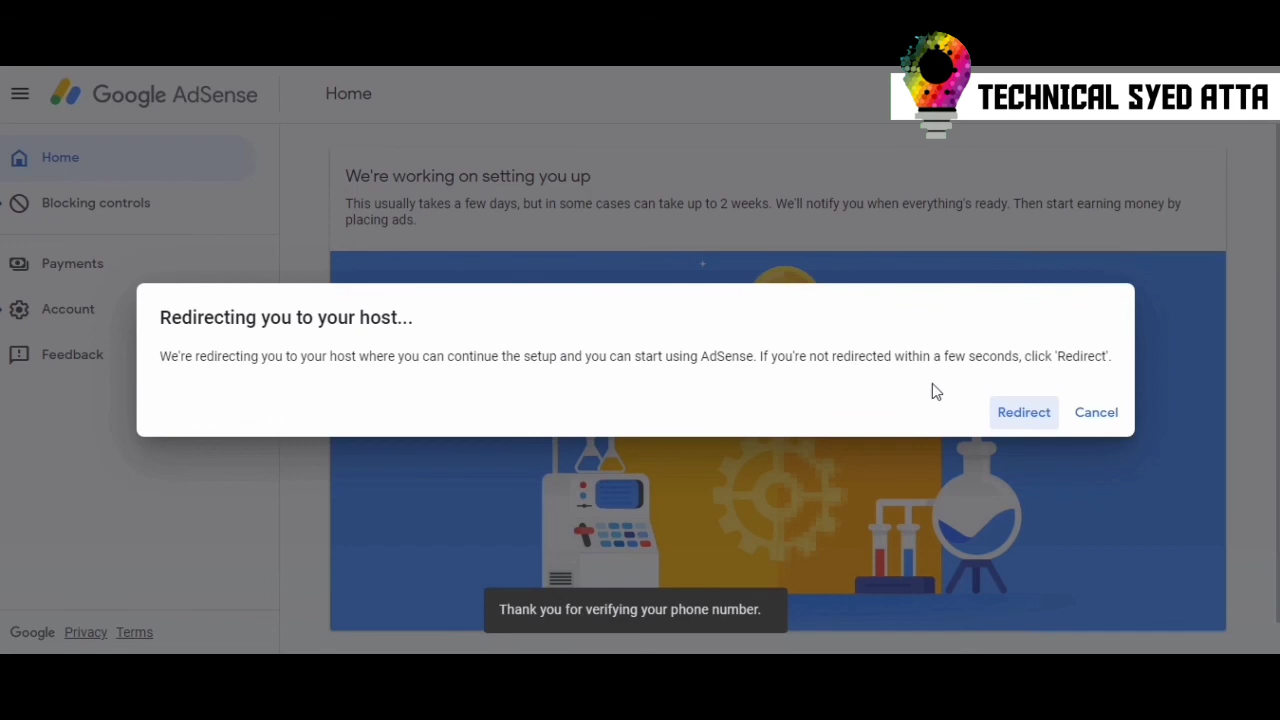 TECHNICAL SYED ATTA
Google AdSense
Home
Home
Blocking controls
Payments
Account
Feedback
We're working on setting you up
This usually takes a few days, but in some cases can take up to 2 weeks. We'll notify you when everything's ready. Then start earning money by
placing ads.
Redirecting you to your host...
We're redirecting you to your host where you can continue the setup and you can start using AdSense. If you're not redirected within a few seconds, click 'Redirect'.
Redirect Cancel
Thank you for verifying your phone number.
Google Privacy Terms